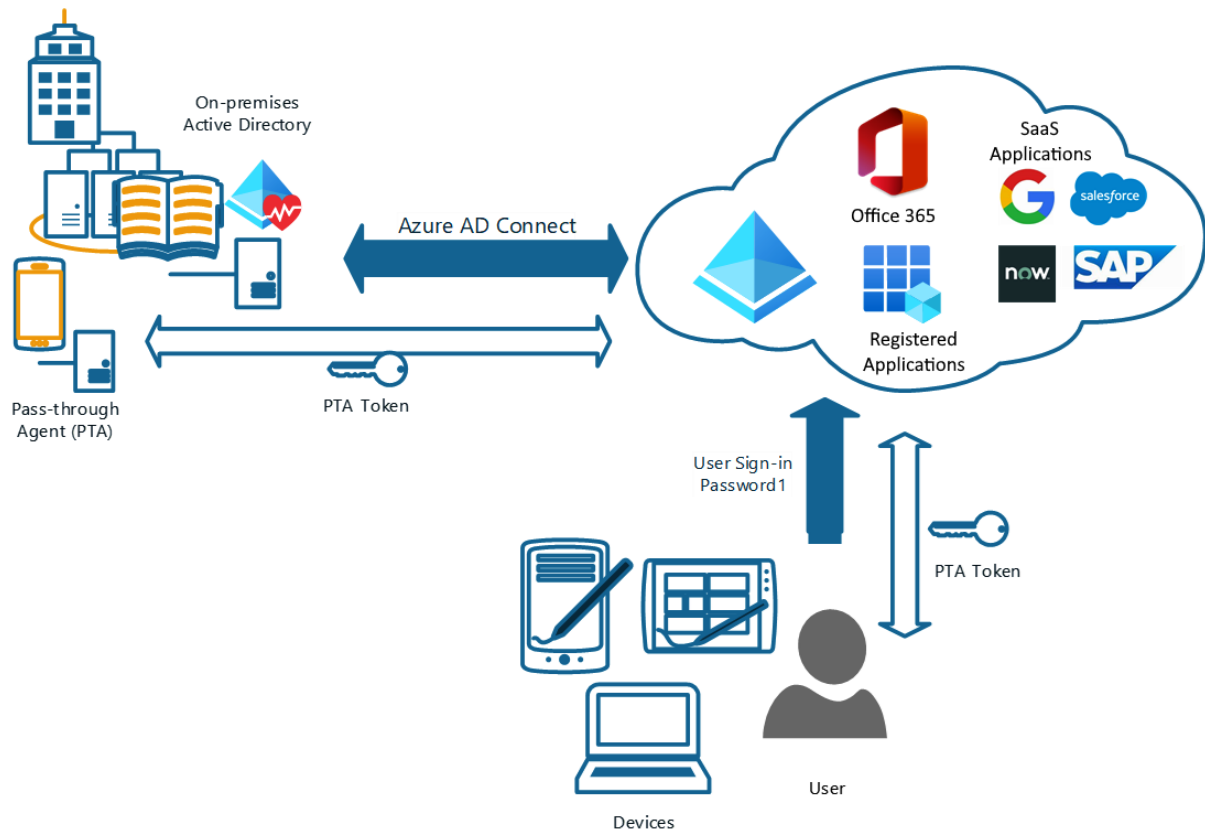 On-premises
Active Directory
Azure AD Connect
PTA Token
Pass-through
Agent (PTA)
Office 365
SaaS
Applications
salesforce
now
SAP
Registered
Applications
User Sign-in
Password1
PTA Token
User
Devices